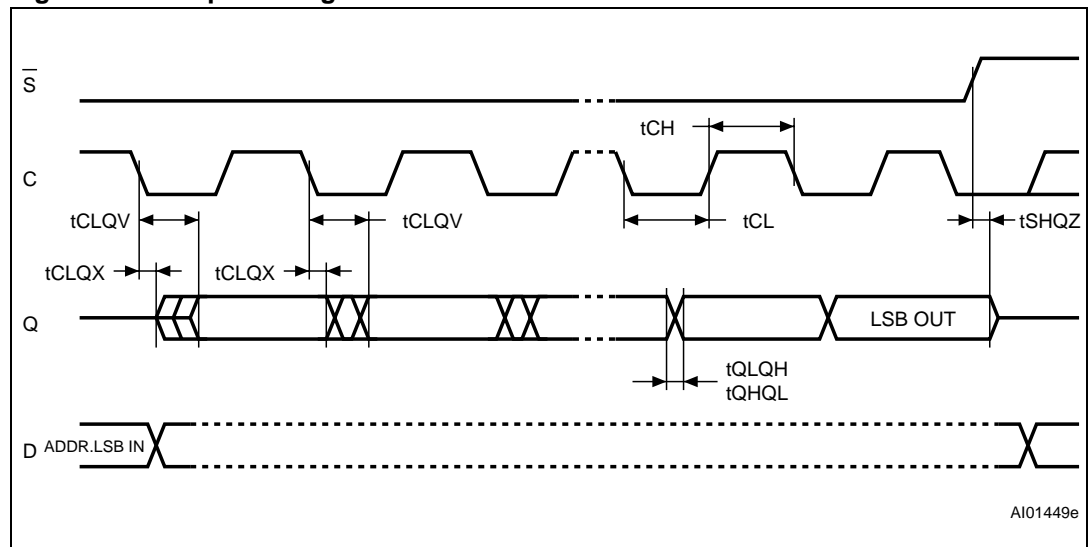 S
tCH
C
tCLQV
tCLQV
tCL
tSHQZ
tCLQX
tCLQX
Q
LSB OUT
tQLQH
tQHQL
D ADDR.LSB IN
AI01449e